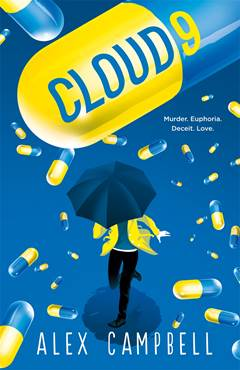 CLOUD 9
Murder. Euphoria.
Deceit. Love.
ALEX CAMPBELL